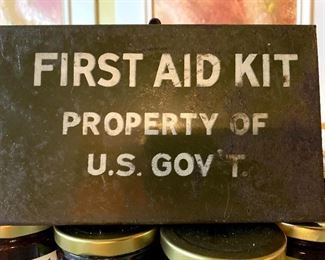 FIRST AID KIT
PROPERTY OF
U.S. GOV'T.